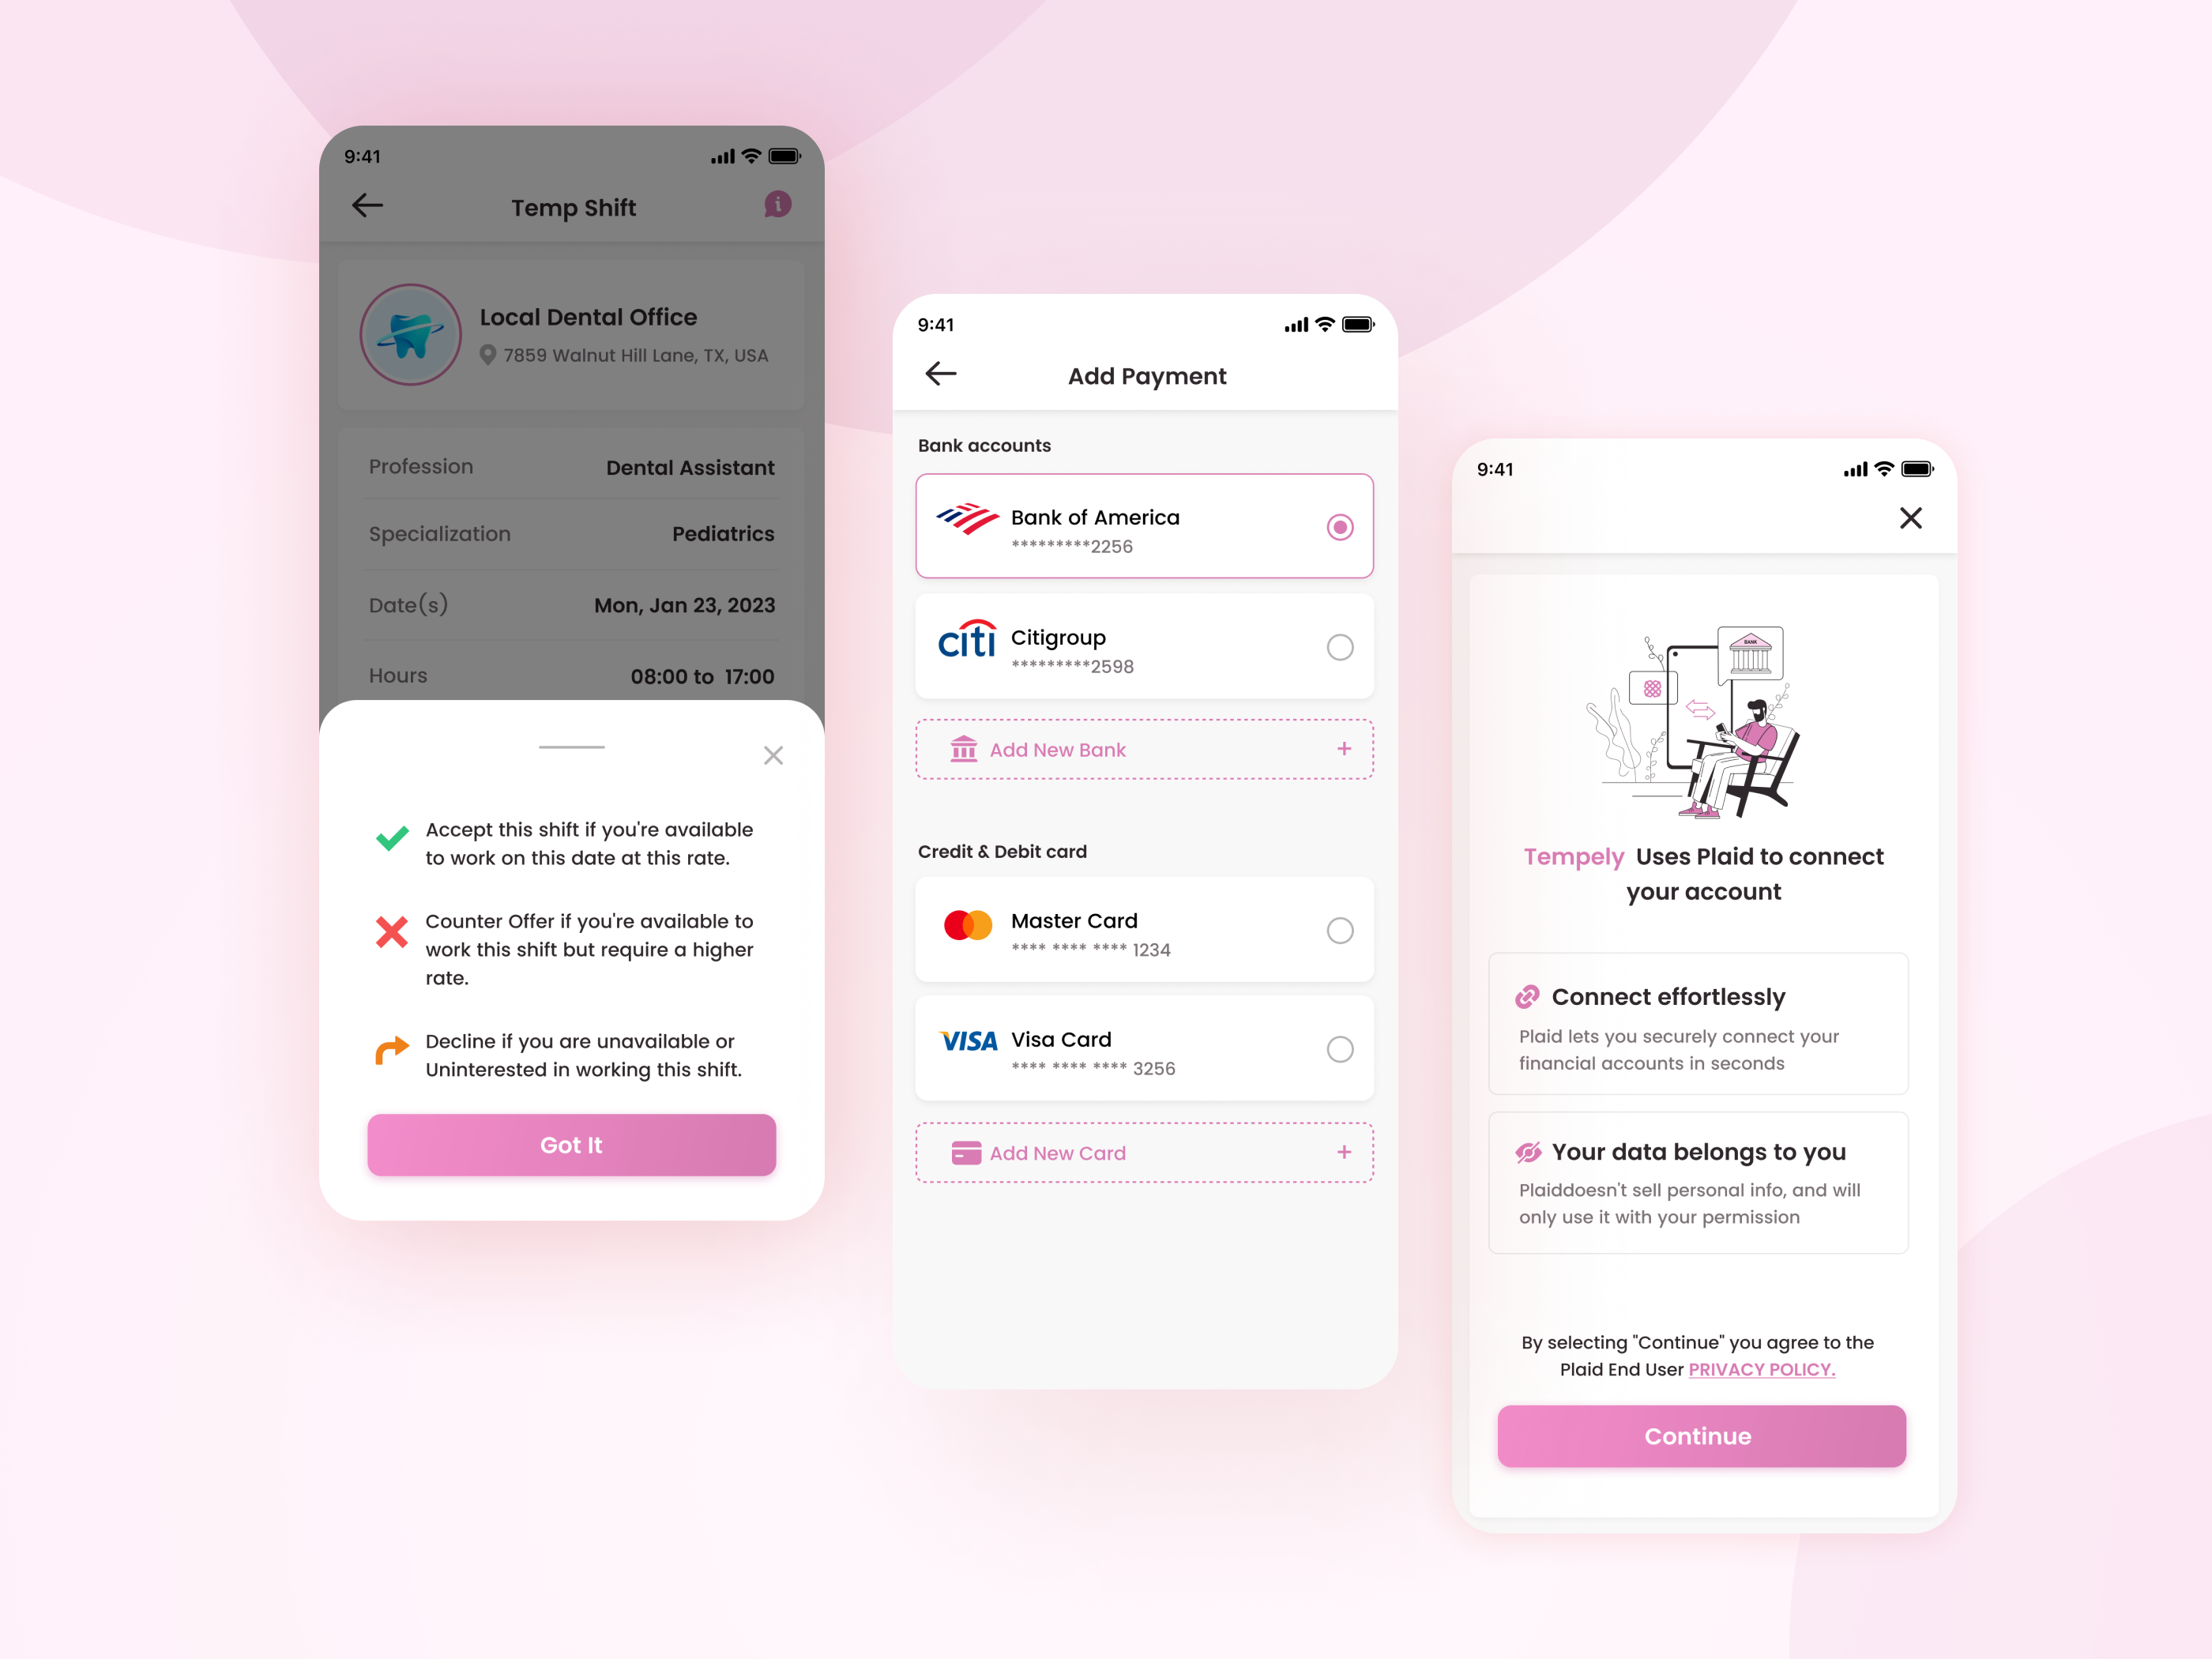 9:41
Temp Shift
Local Dental Office
7859 Walnut Hill Lane, TX, USA
Profession Dental Assistant
Specialization Pediatrics
Date(s) Mon, Jan 23, 2023
Hours 08:00 to 17:00
Accept this shift if you're available
to work on this date at this rate.
Counter Offer if you're available to
work this shift but require a higher
rate.
Decline if you are unavailable or
Uninterested in working this shift.
Got It
9:41
Add Payment
Bank accounts
Bank of America
*********2256
citi
Citigroup
*********2598
Add New Bank +
Credit & Debit card
Master Card
**** **** **** 1234
VISA
Visa Card
**** **** **** 3256
Add New Card +
9:41
BANK
Tempely Uses Plaid to connect
your account
Connect effortlessly
Plaid lets you securely connect your
financial accounts in seconds
Your data belongs to you
Plaiddoesn't sell personal info, and will
only use it with your permission
By selecting "Continue" you agree to the
Plaid End User PRIVACY POLICY.
Continue